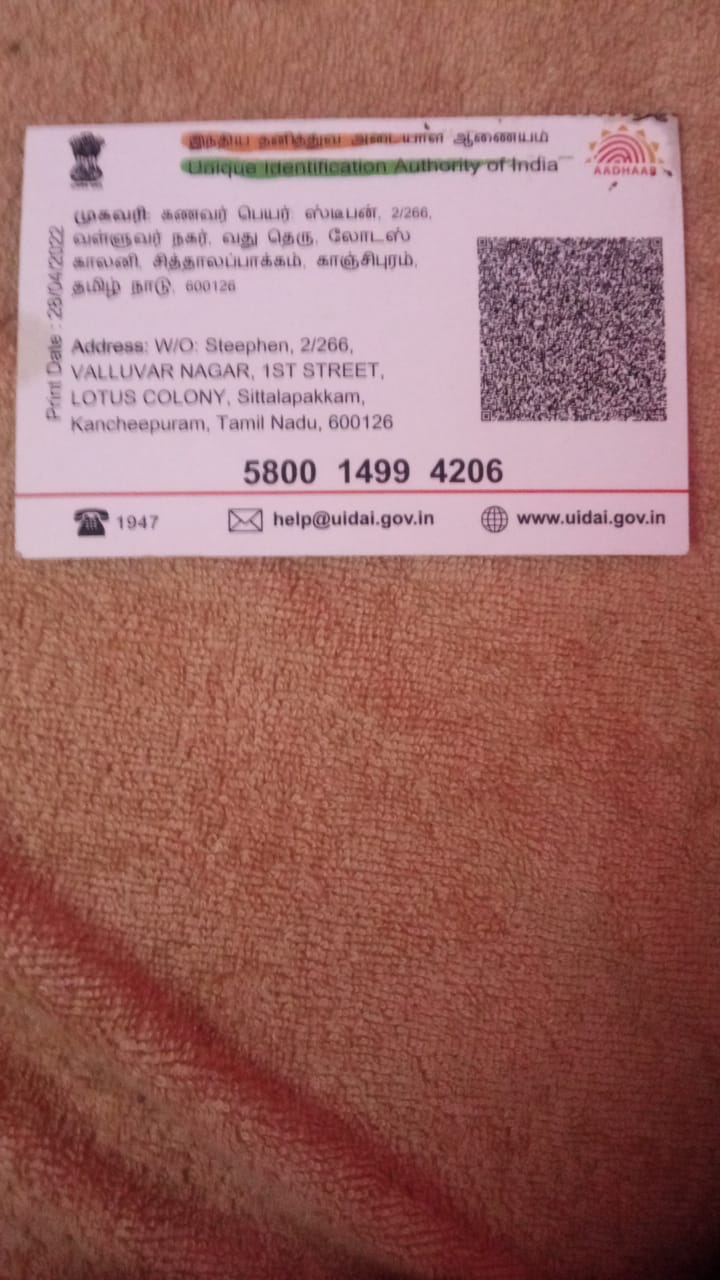 இந்திய தனித்துவ அடையாள ஆணையம்
Unique Identification Authority of India
AADHAAR
Print Date : 28/04/2022
முகவரி: கணவர் பெயர் ஸ்டீபன், 2/266,
வள்ளுவர் நகர், வது தெரு, லோடஸ்
காலனி, சித்தாலப்பாக்கம், காஞ்சிபுரம்,
தமிழ் நாடு, 600126
Address: W/O: Steephen, 2/266,
VALLUVAR NAGAR, 1ST STREET,
LOTUS COLONY, Sittalapakkam,
Kancheepuram, Tamil Nadu, 600126
5800 1499 4206
1947 help@uidai.gov.in www.uidai.gov.in